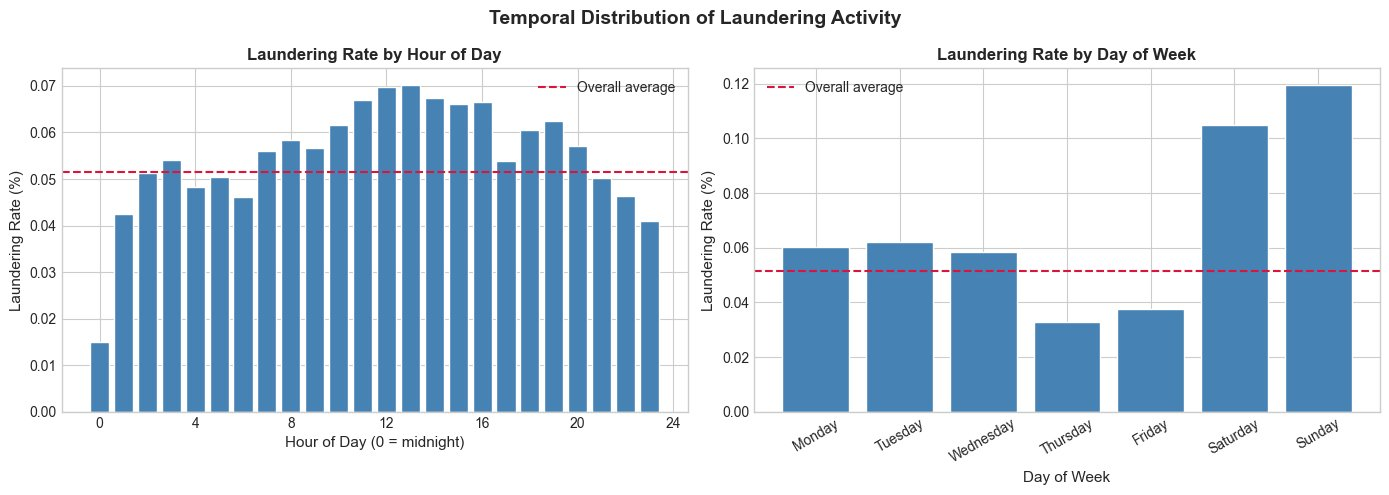 Temporal Distribution of Laundering Activity
Laundering Rate by Hour of Day
Overall average
Laundering Rate (%)
0.07
0.06
0.05
0.04
0.03
0.02
0.01
0.00
0 4 8 12 16 20 24
Hour of Day (0 = midnight)
Laundering Rate by Day of Week
Overall average
Laundering Rate (%)
0.12
0.10
0.08
0.06
0.04
0.02
0.00
Monday Tuesday Wednesday Thursday Friday Saturday Sunday
Day of Week